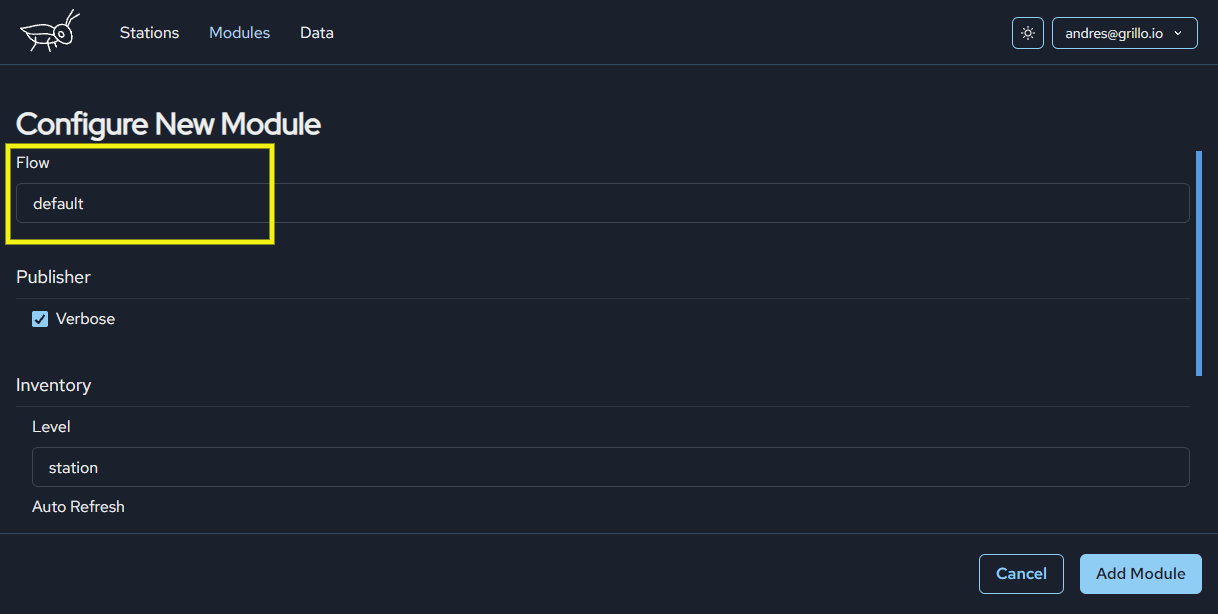 Stations Modules Data andres@grillo.io
Configure New Module
Flow
default
Publisher
Verbose
Inventory
Level
station
Auto Refresh
Cancel Add Module